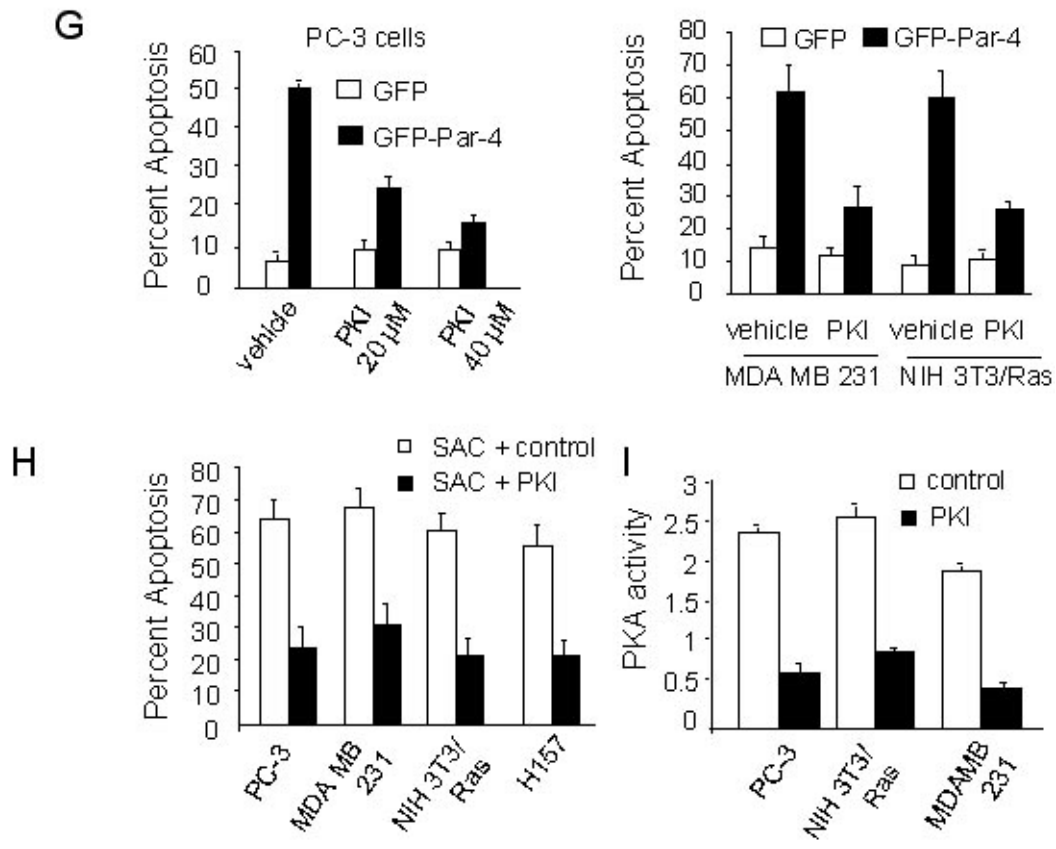 G
PC-3 cells
GFP
GFP-Par-4
Percent Apoptosis
60
50
40
30
20
10
0
vehicle
PKI 20 µM
PKI 40 µM
GFP
GFP-Par-4
Percent Apoptosis
80
70
60
50
40
30
20
10
0
vehicle PKI vehicle PKI
MDA MB 231 NIH 3T3/Ras
H
SAC + control
SAC + PKI
Percent Apoptosis
80
70
60
50
40
30
20
10
0
PC-3
MDA MB 231
NIH 3T3/ Ras
H157
I
control
PKI
PKA activity
3
2.5
2
1.5
1
0.5
0
PC-3
NIH 3T3/ Ras
MDAMB 231